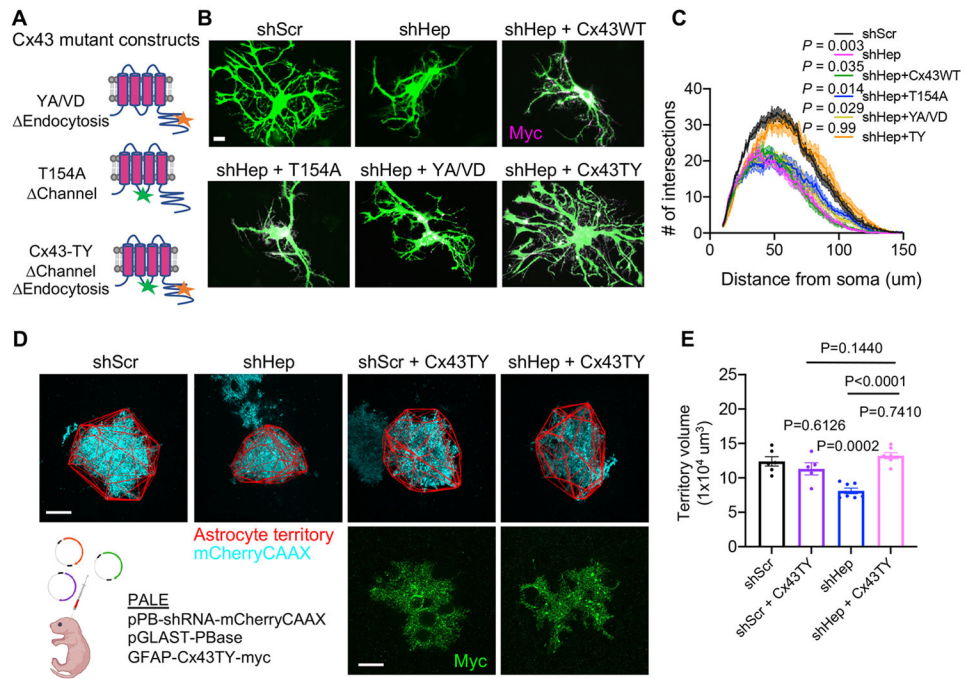 A
Cx43 mutant constructs
YA/VD
ΔEndocytosis
T154A
ΔChannel
Cx43-TY
ΔChannel
ΔEndocytosis
B
shScr
shHep
shHep + Cx43WT
Myc
shHep + T154A
shHep + YA/VD
shHep + Cx43TY
C
shScr
P = 0.003
shHep
P = 0.035
shHep+Cx43WT
P = 0.014
shHep+T154A
P = 0.029
shHep+YA/VD
P = 0.99
shHep+TY
# of intersections
40
30
20
10
0
0
50
100
150
Distance from soma (um)
D
shScr
shHep
shScr + Cx43TY
shHep + Cx43TY
Astrocyte territory
mCherryCAAX
PALE
pPB-shRNA-mCherryCAAX
pGLAST-PBase
GFAP-Cx43TY-myc
Myc
E
P=0.1440
P<0.0001
P=0.7410
P=0.6126
P=0.0002
Territory volume
(1x10⁴ um³)
25
20
15
10
5
0
shScr
shScr + Cx43TY
shHep
shHep + Cx43TY